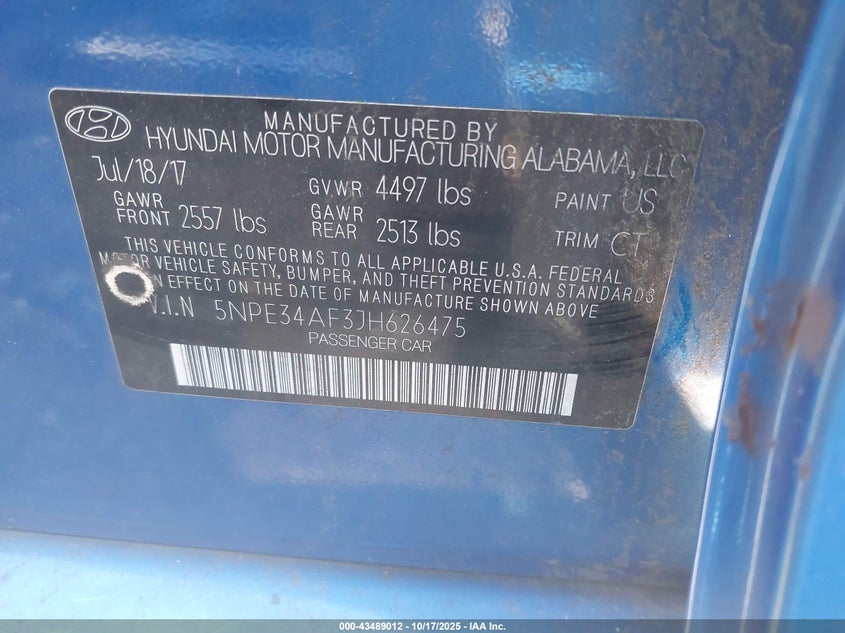 MANUFACTURED BY
HYUNDAI MOTOR MANUFACTURING ALABAMA, LLC
Jul/18/17
GVWR 4497 lbs
PAINT US
GAWR FRONT 2557 lbs
GAWR REAR 2513 lbs
TRIM CT
THIS VEHICLE CONFORMS TO ALL APPLICABLE U.S.A. FEDERAL
MOTOR VEHICLE SAFETY, BUMPER, AND THEFT PREVENTION STANDARDS
IN EFFECT ON THE DATE OF MANUFACTURE SHOWN ABOVE
V.I.N 5NPE34AF3JH626475
PASSENGER CAR
000-43489012 - 10/17/2025 - IAA Inc.